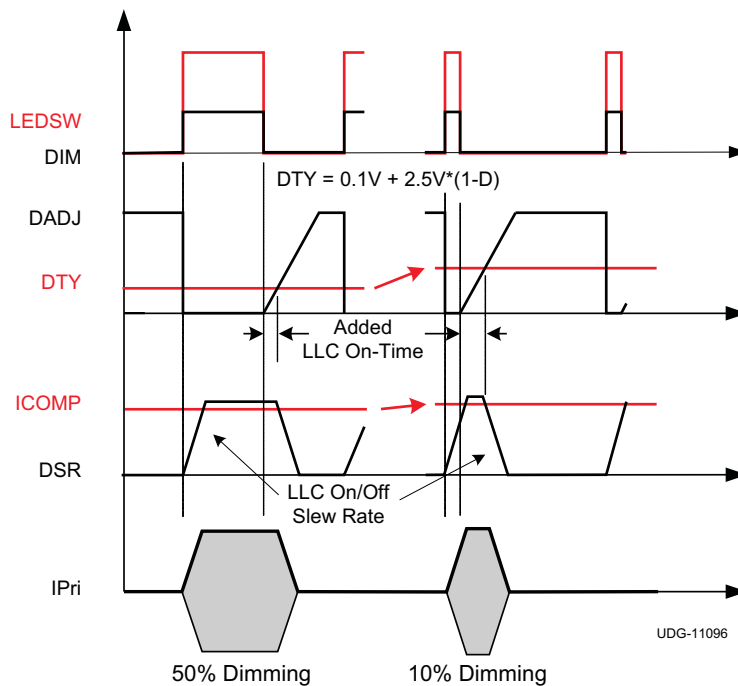 LEDSW
DIM
DTY = 0.1V + 2.5V*(1-D)
DADJ
DTY
Added
LLC On-Time
ICOMP
DSR
LLC On/Off
Slew Rate
IPri
UDG-11096
50% Dimming
10% Dimming